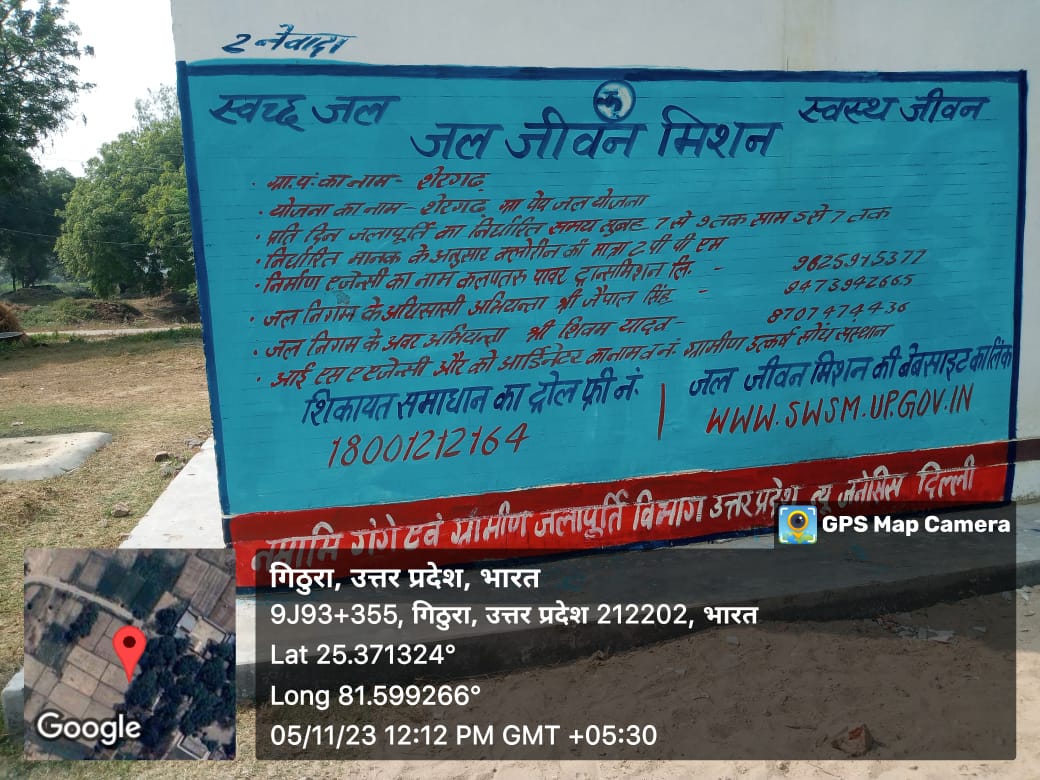 2 नेवादा
स्वच्छ जल
स्वस्थ जीवन
जल जीवन मिशन
· ग्रा.पं. का नाम - शेरगढ़
· योजना का नाम - शेरगढ़ ग्रा पेय जल योजना
· प्रति दिन जलापूर्ति का निर्धारित समय सुबह 7 से 9 तक साम 5 से 7 तक
· निर्धारित मानक के अनुसार क्लोरीन की मात्रा 2 पी पी एम
· निर्माण एजेन्सी का नाम कलपतरु पावर ट्रान्समिशन लि. - 9625915377
· जल निगम के अधिसासी अभियन्ता श्री जैपाल सिंह - 9473942665
· जल निगम के अवर अभियन्ता श्री शिवम यादव - 8707474436
· आई एस ए एजेन्सी और को आर्डिनेटर का नाम व नं. ग्रामीण इत्कर्ष संस्थान
शिकायत समाधान का ट्रोल फ्री नं.
18001212164
जल जीवन मिशन की बेबसाइट का लिंक
WWW.SWSM.UP.GOV.IN
नमामि गंगे एवं ग्रामीण जलापूर्ति विभाग उत्तर प्रदेश न्यू जेनेसिस दिल्ली
GPS Map Camera
गिठुरा, उत्तर प्रदेश, भारत
9J93+355, गिठुरा, उत्तर प्रदेश 212202, भारत
Lat 25.371324°
Long 81.599266°
05/11/23 12:12 PM GMT +05:30
Google